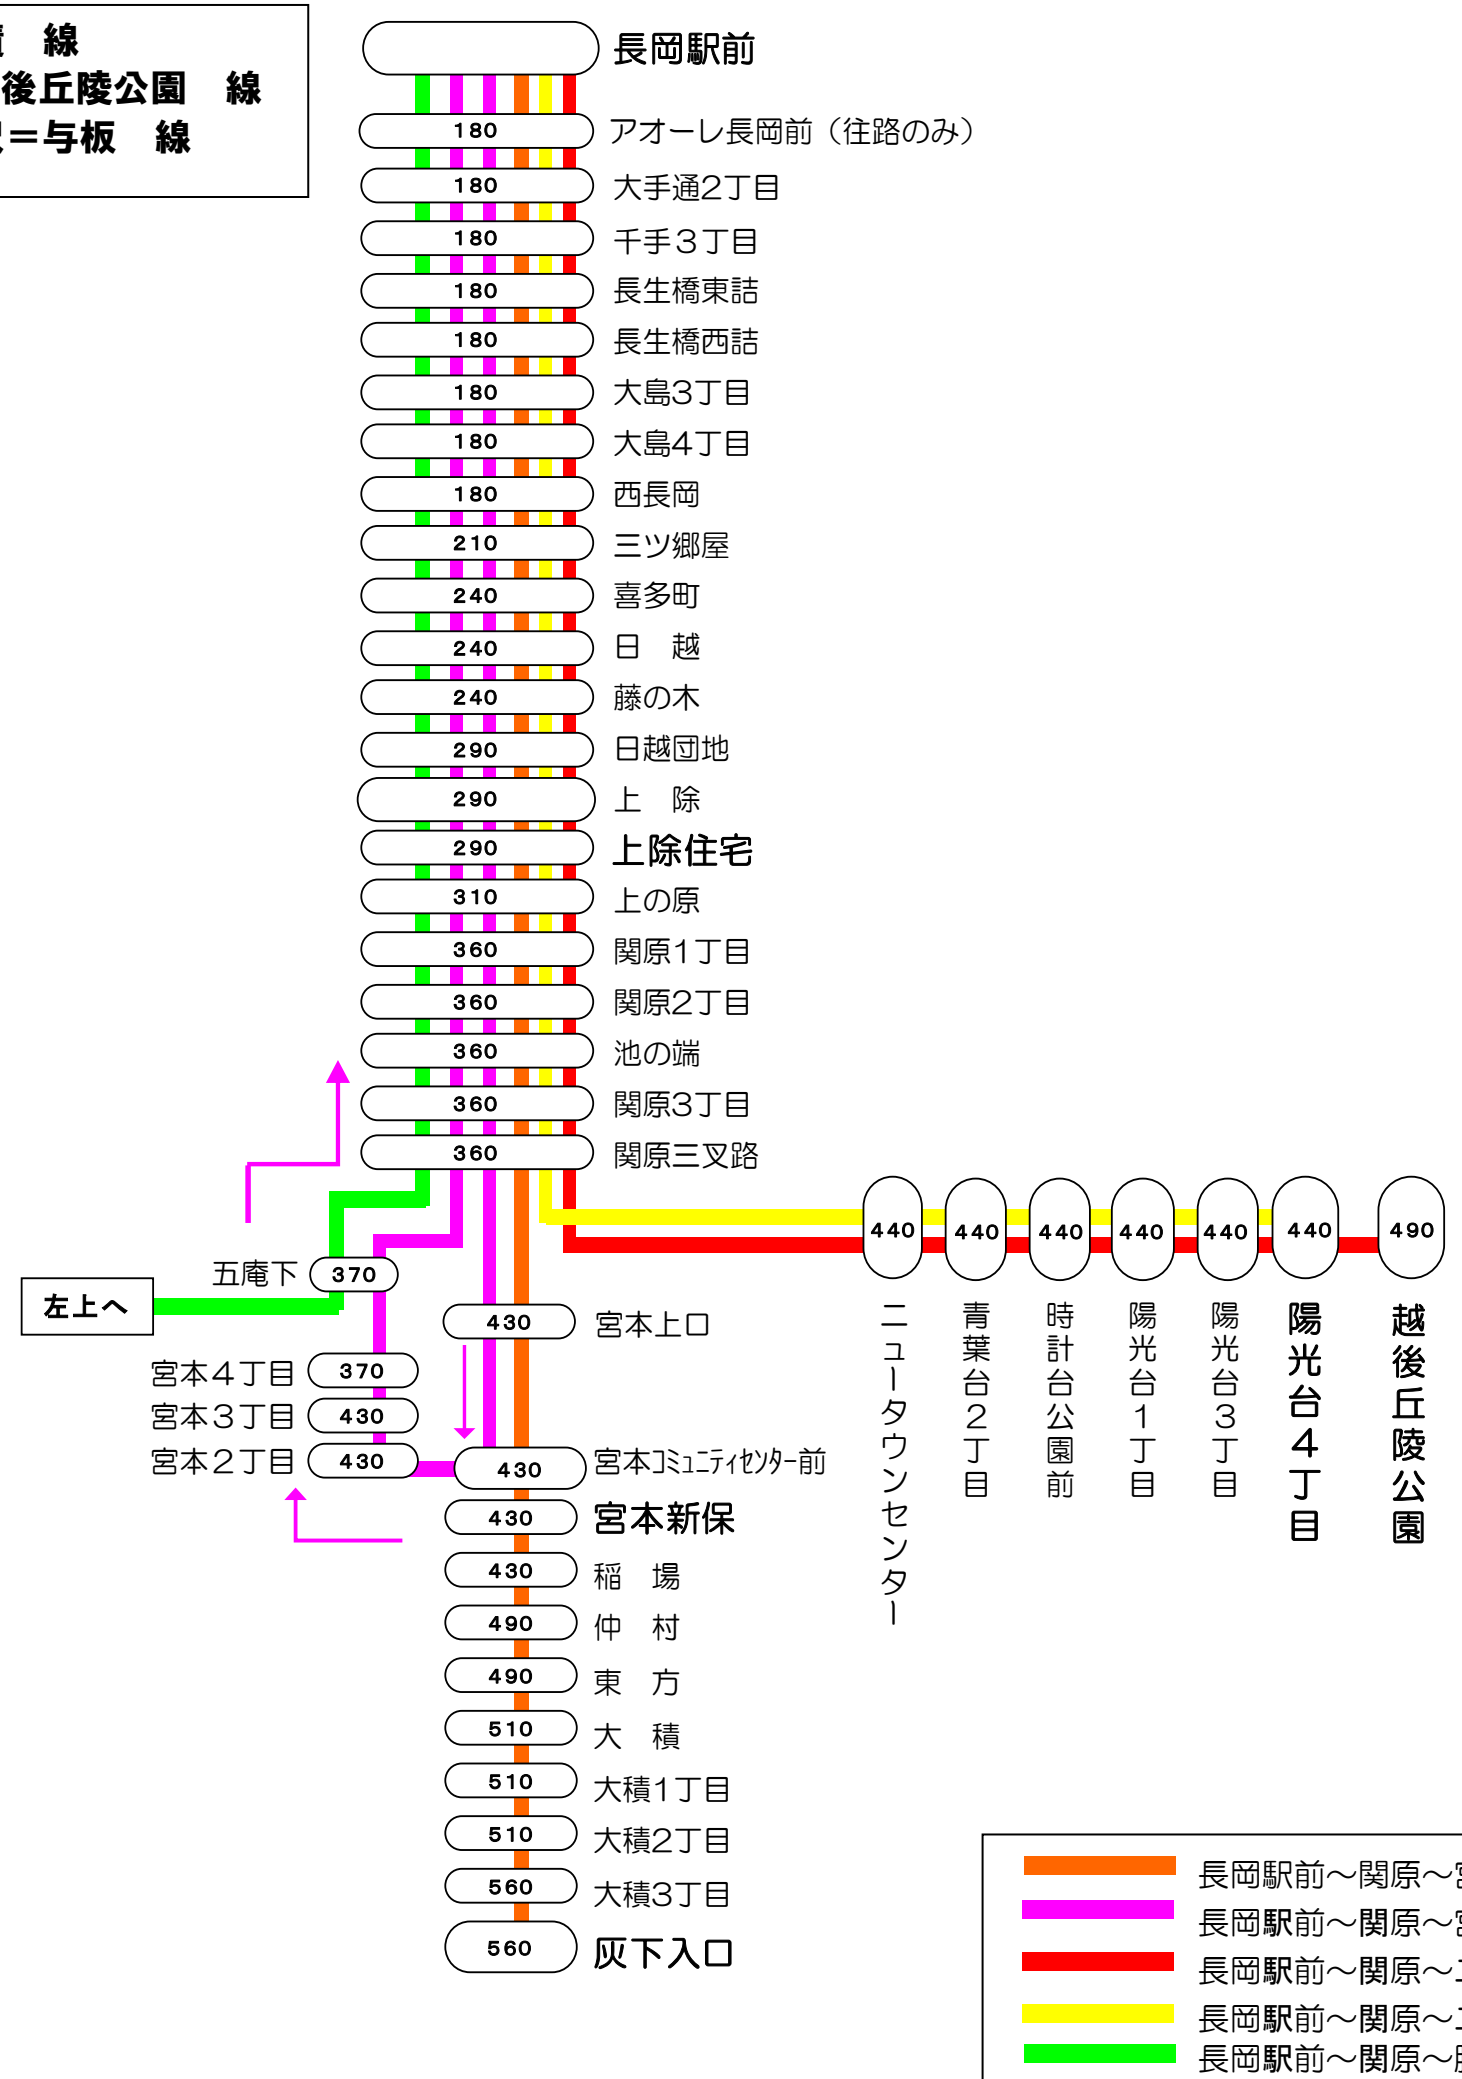 線
後丘陵公園　線
＝与板　線
長岡駅前
180 アオーレ長岡前（往路のみ）
180 大手通2丁目
180 千手３丁目
180 長生橋東詰
180 長生橋西詰
180 大島3丁目
180 大島4丁目
180 西長岡
210 三ツ郷屋
240 喜多町
240 日　越
240 藤の木
290 日越団地
290 上　除
290 上除住宅
310 上の原
360 関原1丁目
360 関原2丁目
360 池の端
360 関原3丁目
360 関原三叉路
440 440 440 440 440 440 490
ニュータウンセンター
青葉台2丁目
時計台公園前
陽光台1丁目
陽光台3丁目
陽光台4丁目
越後丘陵公園
五庵下 370
左上へ
宮本４丁目 370
宮本３丁目 430
宮本２丁目 430
430 宮本上口
430 宮本ｺﾐｭﾆﾃｨｾﾝﾀｰ前
430 宮本新保
430 稲　場
490 仲　村
490 東　方
510 大　積
510 大積1丁目
510 大積2丁目
560 大積3丁目
560 灰下入口
長岡駅前～関原～宮
長岡駅前～関原～宮
長岡駅前～関原～ニ
長岡駅前～関原～ニ
長岡駅前～関原～